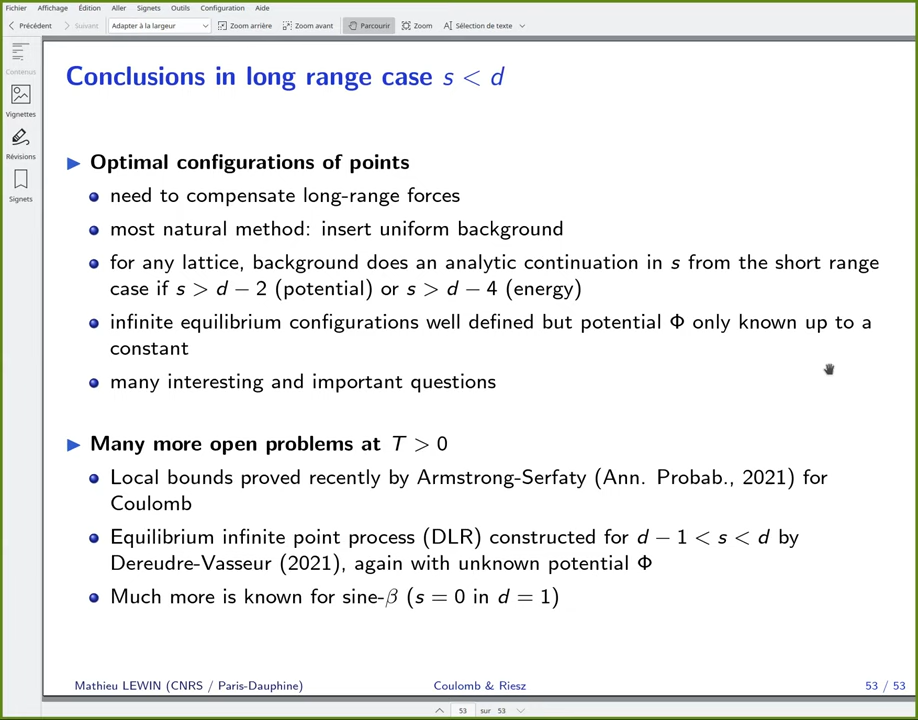 Fichier Affichage Édition Aller Signets Outils Configuration Aide
Précédent Suivant Adapter à la largeur Zoom arrière Zoom avant Parcourir Zoom Sélection de texte
Contenus
Vignettes
Révisions
Signets
Conclusions in long range case s < d
▶ Optimal configurations of points
• need to compensate long-range forces
• most natural method: insert uniform background
• for any lattice, background does an analytic continuation in s from the short range
case if s > d − 2 (potential) or s > d − 4 (energy)
• infinite equilibrium configurations well defined but potential Φ only known up to a
constant
• many interesting and important questions
▶ Many more open problems at T > 0
• Local bounds proved recently by Armstrong-Serfaty (Ann. Probab., 2021) for
Coulomb
• Equilibrium infinite point process (DLR) constructed for d − 1 < s < d by
Dereudre-Vasseur (2021), again with unknown potential Φ
• Much more is known for sine-β (s = 0 in d = 1)
Mathieu LEWIN (CNRS / Paris-Dauphine) Coulomb & Riesz 53 / 53
53 sur 53